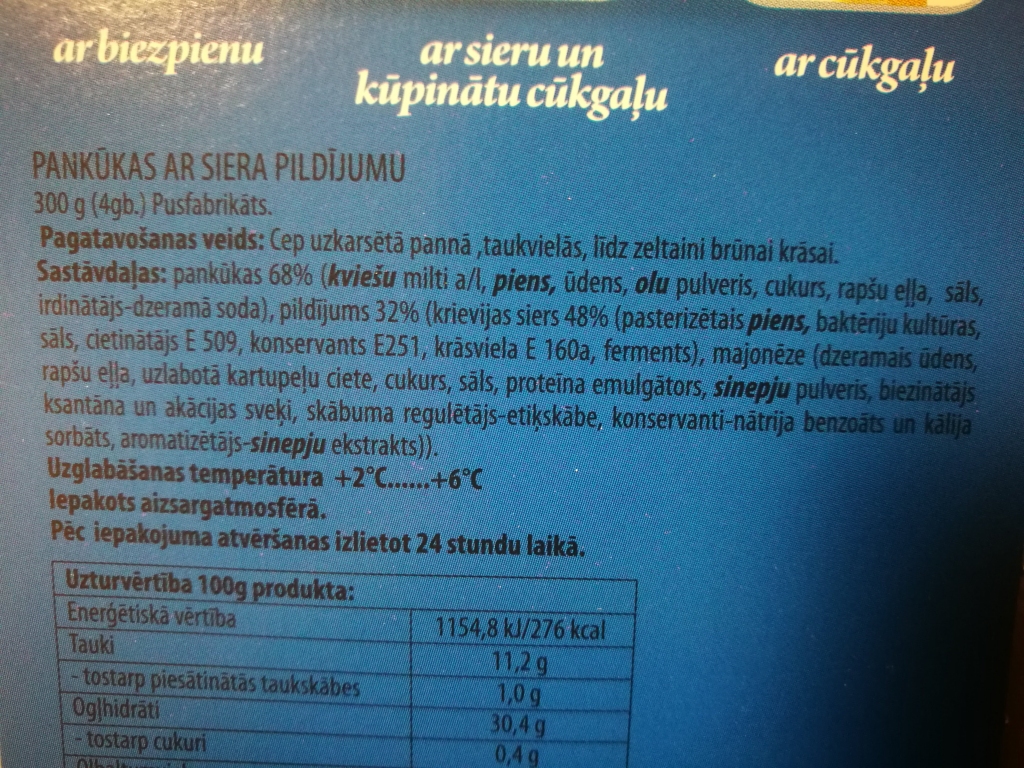 ar biezpienu
ar sieru un
kūpinātu cūkgaļu
ar cūkgaļu
PANKŪKAS AR SIERA PILDĪJUMU
300 g (4gb.) Pusfabrikāts.
Pagatavošanas veids: Cep uzkarsētā pannā ,taukvielās, līdz zeltaini brūnai krāsai.
Sastāvdaļas: pankūkas 68% (kviešu milti a/l, piens, ūdens, olu pulveris, cukurs, rapšu eļļa, sāls,
irdinātājs-dzeramā soda), pildījums 32% (krievijas siers 48% (pasterizētais piens, baktēriju kultūras,
sāls, cietinātājs E 509, konservants E251, krāsviela E 160a, ferments), majonēze (dzeramais ūdens,
rapšu eļļa, uzlabotā kartupeļu ciete, cukurs, sāls, proteīna emulgātors, sinepju pulveris, biezinātājs
ksantāna un akācijas sveķi, skābuma regulētājs-etiķskābe, konservanti-nātrija benzoāts un kālija
sorbāts, aromatizētājs-sinepju ekstrakts)).
Uzglabāšanas temperatūra +2°C......+6°C
Iepakots aizsargatmosfērā.
Pēc iepakojuma atvēršanas izlietot 24 stundu laikā.
Uzturvērtība 100g produkta:
Enerģētiskā vērtība 1154,8 kJ/276 kcal
Tauki 11,2 g
- tostarp piesātinātās taukskābes 1,0 g
Ogļhidrāti 30,4 g
- tostarp cukuri 0,4 g